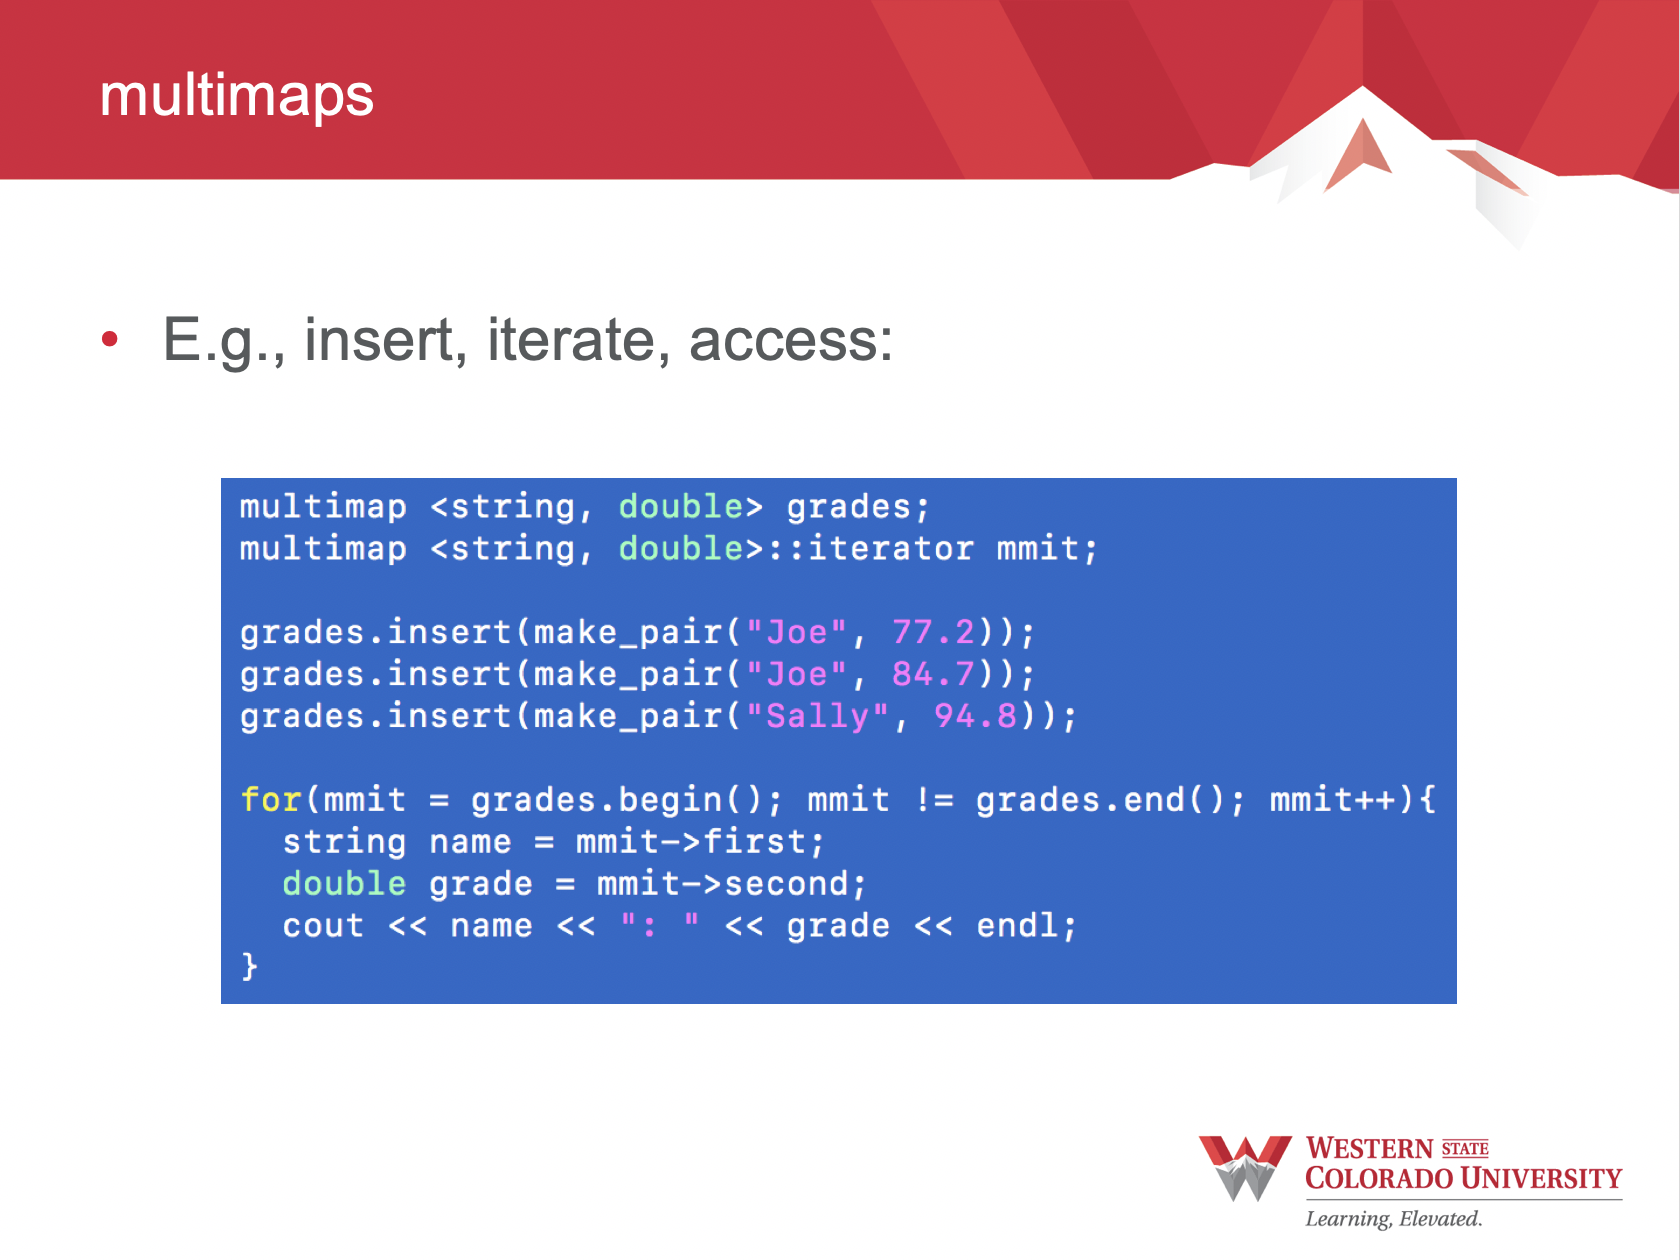 multimaps
• E.g., insert, iterate, access:
multimap <string, double> grades;
multimap <string, double>::iterator mmit;
grades.insert(make_pair("Joe", 77.2));
grades.insert(make_pair("Joe", 84.7));
grades.insert(make_pair("Sally", 94.8));
for(mmit = grades.begin(); mmit != grades.end(); mmit++){
  string name = mmit->first;
  double grade = mmit->second;
  cout << name << ": " << grade << endl;
}
WESTERN STATE
COLORADO UNIVERSITY
Learning, Elevated.